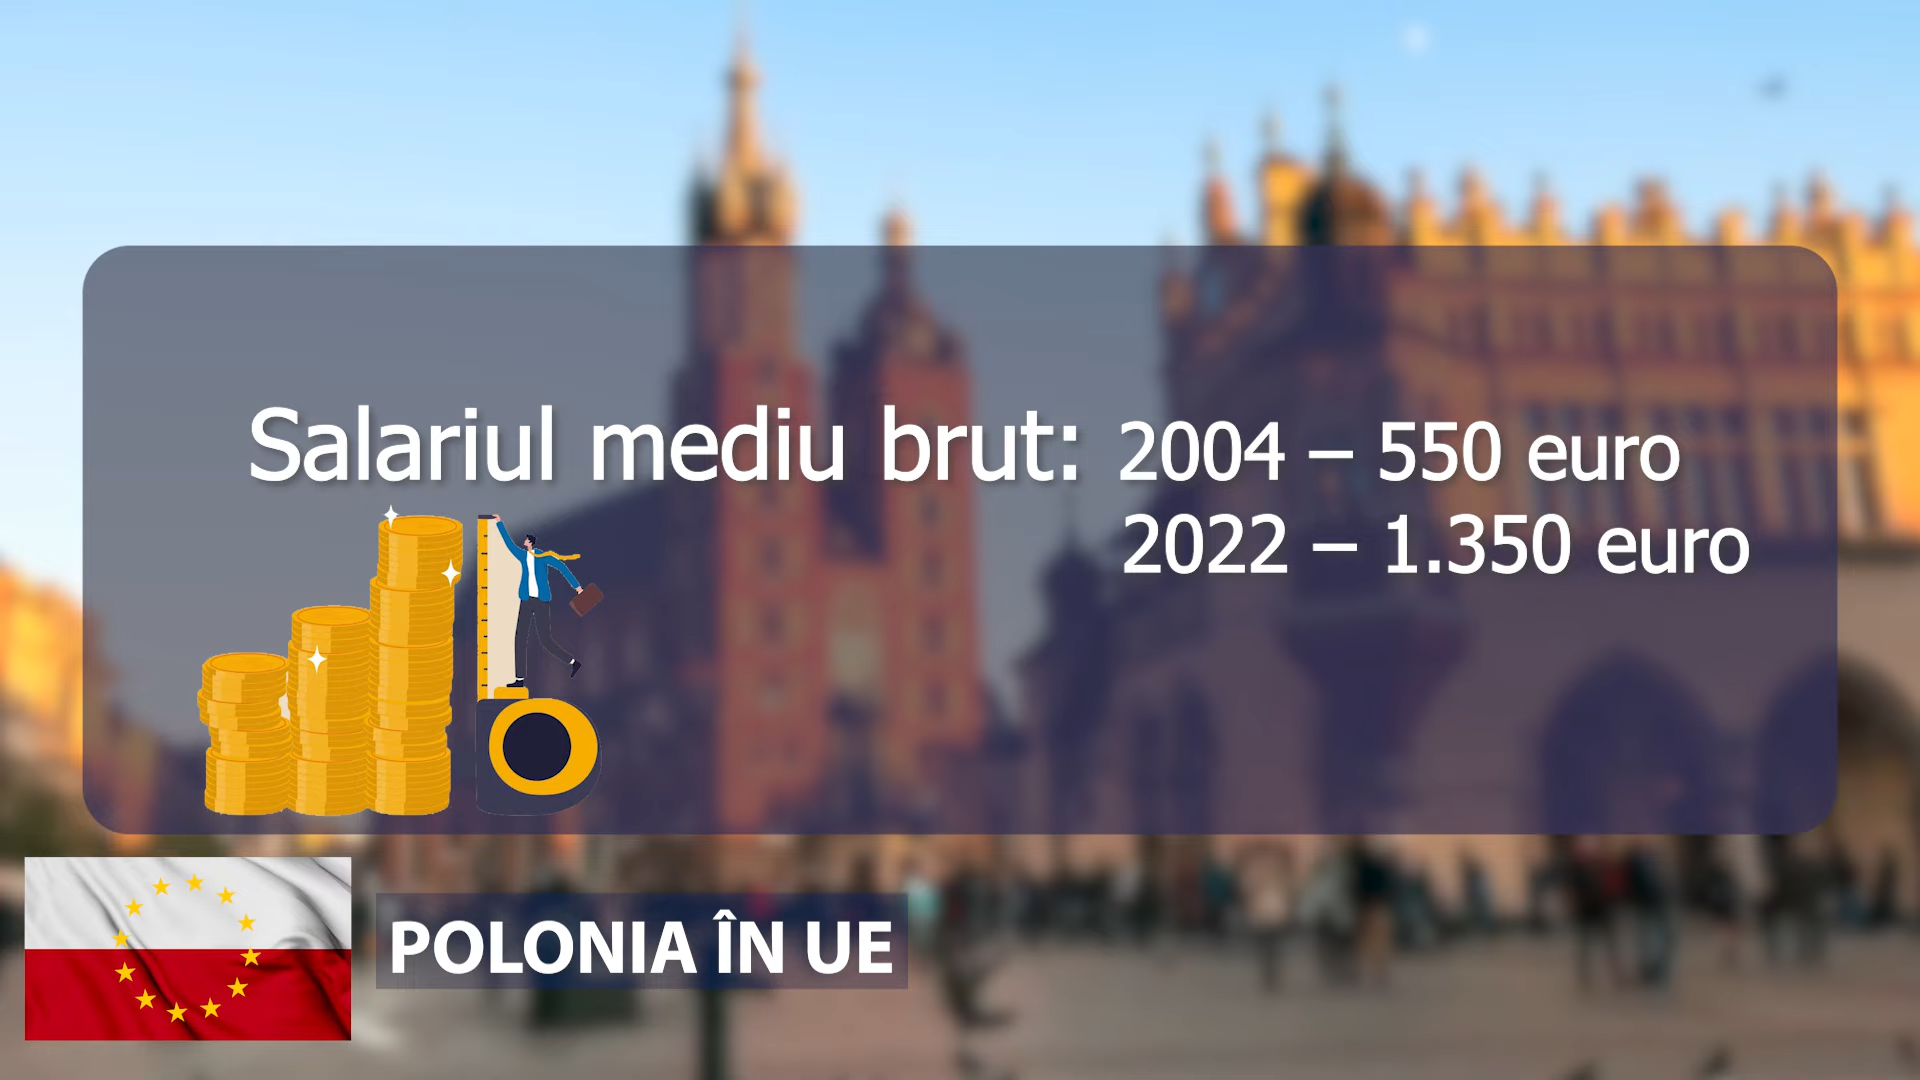 Salariul mediu brut: 2004 – 550 euro
2022 – 1.350 euro
POLONIA ÎN UE